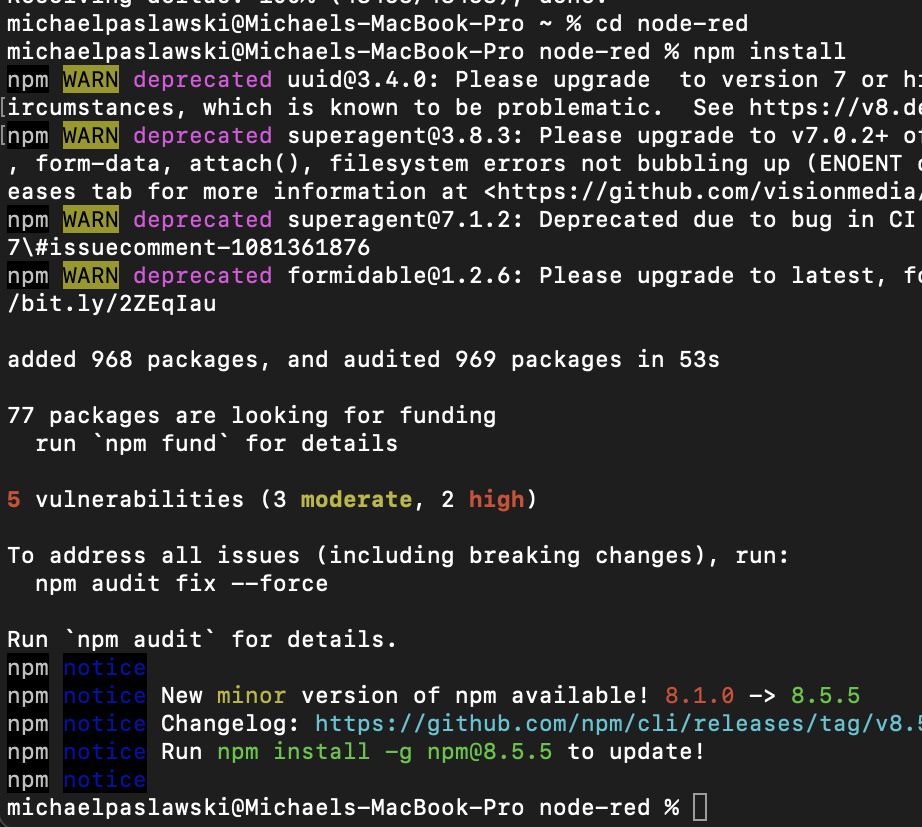 michaelpaslawski@Michaels-MacBook-Pro ~ % cd node-red
michaelpaslawski@Michaels-MacBook-Pro node-red % npm install
npm WARN deprecated uuid@3.4.0: Please upgrade  to version 7 or
ircumstances, which is known to be problematic.  See https://v8.de
npm WARN deprecated superagent@3.8.3: Please upgrade to v7.0.2+
, form-data, attach(), filesystem errors not bubbling up (ENOENT
eases tab for more information at <https://github.com/visionmedia/
npm WARN deprecated superagent@7.1.2: Deprecated due to bug in CI
7\#issuecomment-1081361876
npm WARN deprecated formidable@1.2.6: Please upgrade to latest,
/bit.ly/2ZEqIau
added 968 packages, and audited 969 packages in 53s
77 packages are looking for funding
run `npm fund` for details
5 vulnerabilities (3 moderate, 2 high)
To address all issues (including breaking changes), run:
npm audit fix --force
Run `npm audit` for details.
npm notice
npm notice New minor version of npm available! 8.1.0 -> 8.5.5
npm notice Changelog: https://github.com/npm/cli/releases/tag/v8.5
npm notice Run npm install -g npm@8.5.5 to update!
npm notice
michaelpaslawski@Michaels-MacBook-Pro node-red %